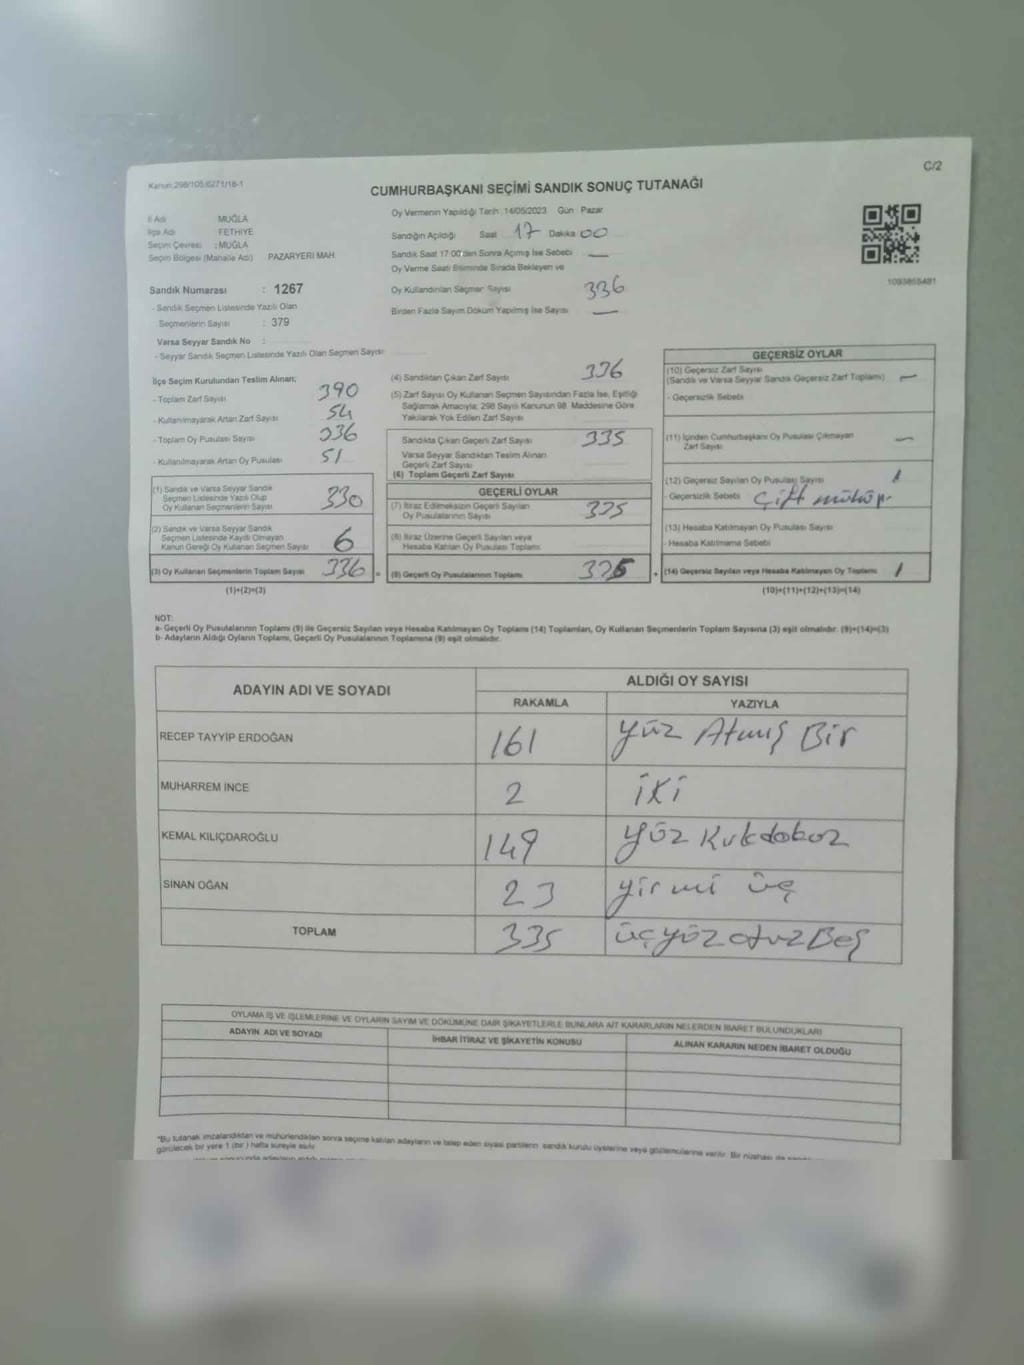 C/2
Kanun:298/105;6271/18-1
CUMHURBAŞKANI SEÇİMİ SANDIK SONUÇ TUTANAĞI
İl Adı MUĞLA
İlçe Adı FETHİYE
Seçim Çevresi : MUĞLA
Seçim Bölgesi (Mahalle Adı) PAZARYERİ MAH.
Sandık Numarası : 1267
- Sandık Seçmen Listesinde Yazılı Olan
Seçmenlerin Sayısı : 379
Varsa Seyyar Sandık No :
- Seyyar Sandık Seçmen Listesinde Yazılı Olan Seçmen Sayısı
Oy Vermenin Yapıldığı Tarih :14/05/2023 Gün : Pazar
Sandığın Açıldığı Saat 17 Dakika 00
Sandık Saat 17:00'den Sonra Açılmış İse Sebebi —
Oy Verme Saati Bitiminde Sırada Bekleyen ve
Oy Kullandırılan Seçmen Sayısı 336
Birden Fazla Sayım Döküm Yapılmış İse Sayısı —
1093855481
İlçe Seçim Kurulundan Teslim Alınan;
- Toplam Zarf Sayısı 390
- Kullanılmayarak Artan Zarf Sayısı 54
- Toplam Oy Pusulası Sayısı
- Kullanılmayarak Artan Oy Pusulası 51
(1) Sandık ve Varsa Seyyar Sandık
Seçmen Listesinde Yazılı Olup
Oy Kullanan Seçmenlerin Sayısı 330
(2) Sandık ve Varsa Seyyar Sandık
Seçmen Listesinde Kaydı Olmayan
Kanun Gereği Oy Kullanan Seçmen Sayısı 6
(3) Oy Kullanan Seçmenlerin Toplam Sayısı 336 =
(1)+(2)=(3)
(4) Sandıktan Çıkan Zarf Sayısı 336
(5) Zarf Sayısı Oy Kullanan Seçmen Sayısından Fazla İse, Eşitliği
Sağlamak Amacıyla; 298 Sayılı Kanunun 98. Maddesine Göre
Yakılarak Yok Edilen Zarf Sayısı
Sandıkta Çıkan Geçerli Zarf Sayısı 335
Varsa Seyyar Sandıktan Teslim Alınan
Geçerli Zarf Sayısı
(6) Toplam Geçerli Zarf Sayısı
GEÇERLİ OYLAR
(7) İtiraz Edilmeksizin Geçerli Sayılan
Oy Pusulalarının Sayısı 335
(8) İtiraz Üzerine Geçerli Sayılan veya
Hesaba Katılan Oy Pusulası Toplamı
(9) Geçerli Oy Pusulalarının Toplamı 335 +
GEÇERSİZ OYLAR
(10) Geçersiz Zarf Sayısı
(Sandık ve Varsa Seyyar Sandık Geçersiz Zarf Toplamı) —
- Geçersizlik Sebebi
(11) İçinden Cumhurbaşkanı Oy Pusulası Çıkmayan
Zarf Sayısı —
(12) Geçersiz Sayılan Oy Pusulası Sayısı 1
- Geçersizlik Sebebi Çift mühür
(13) Hesaba Katılmayan Oy Pusulası Sayısı
- Hesaba Katılmama Sebebi
(14) Geçersiz Sayılan veya Hesaba Katılmayan Oy Toplamı 1
(10)+(11)+(12)+(13)=(14)
NOT:
a- Geçerli Oy Pusulalarının Toplamı (9) ile Geçersiz Sayılan veya Hesaba Katılmayan Oy Toplamı (14) Toplamları, Oy Kullanan Seçmenlerin Toplam Sayısına (3) eşit olmalıdır. (9)+(14)=(3)
b- Adayların Aldığı Oyların Toplamı, Geçerli Oy Pusulalarının Toplamına (9) eşit olmalıdır.
ADAYIN ADI VE SOYADI ALDIĞI OY SAYISI
RAKAMLA YAZIYLA
RECEP TAYYİP ERDOĞAN 161 yüz Atmış Bir
MUHARREM İNCE 2 iki
KEMAL KILIÇDAROĞLU 149 yüz Kırkdokuz
SİNAN OĞAN 23 yirmi üç
TOPLAM 335 üçyüz otuz Beş
OYLAMA İŞ VE İŞLEMLERİNE VE OYLARIN SAYIM VE DÖKÜMÜNE DAİR ŞİKAYETLERLE BUNLARA AİT KARARLARIN NELERDEN İBARET BULUNDUKLARI
ADAYIN ADI VE SOYADI İHBAR İTİRAZ VE ŞİKAYETİN KONUSU ALINAN KARARIN NEDEN İBARET OLDUĞU
*Bu tutanak imzalandıktan ve mühürlendikten sonra seçime katılan adayların ve talep eden siyasi partilerin sandık kurulu üyelerine veya gözlemcilerine verilir. Bir nüshası da
görülecek bir yere 1 (bir ) hafta süreyle asılır.